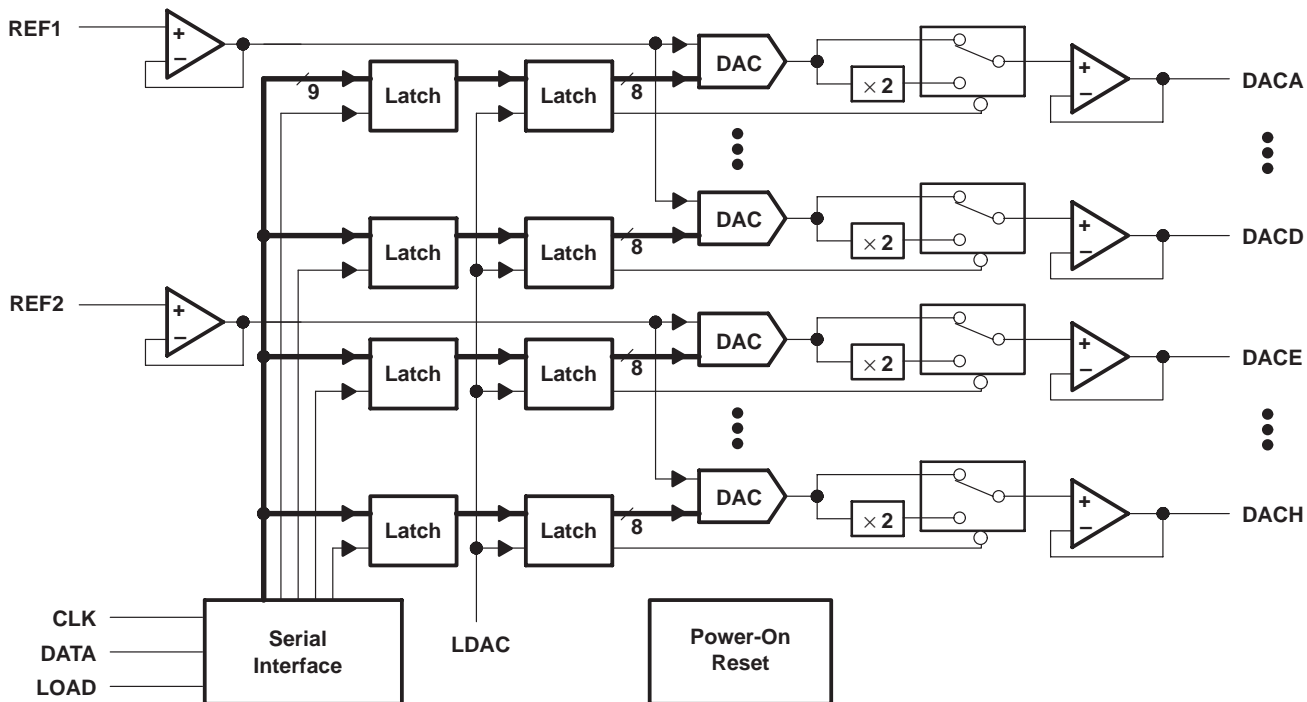 REF1
+
−
9
Latch
Latch
8
DAC
× 2
+
−
DACA
Latch
Latch
8
DAC
× 2
+
−
DACD
REF2
+
−
Latch
Latch
8
DAC
× 2
+
−
DACE
Latch
Latch
8
DAC
× 2
+
−
DACH
CLK
DATA
LOAD
Serial
Interface
LDAC
Power-On
Reset